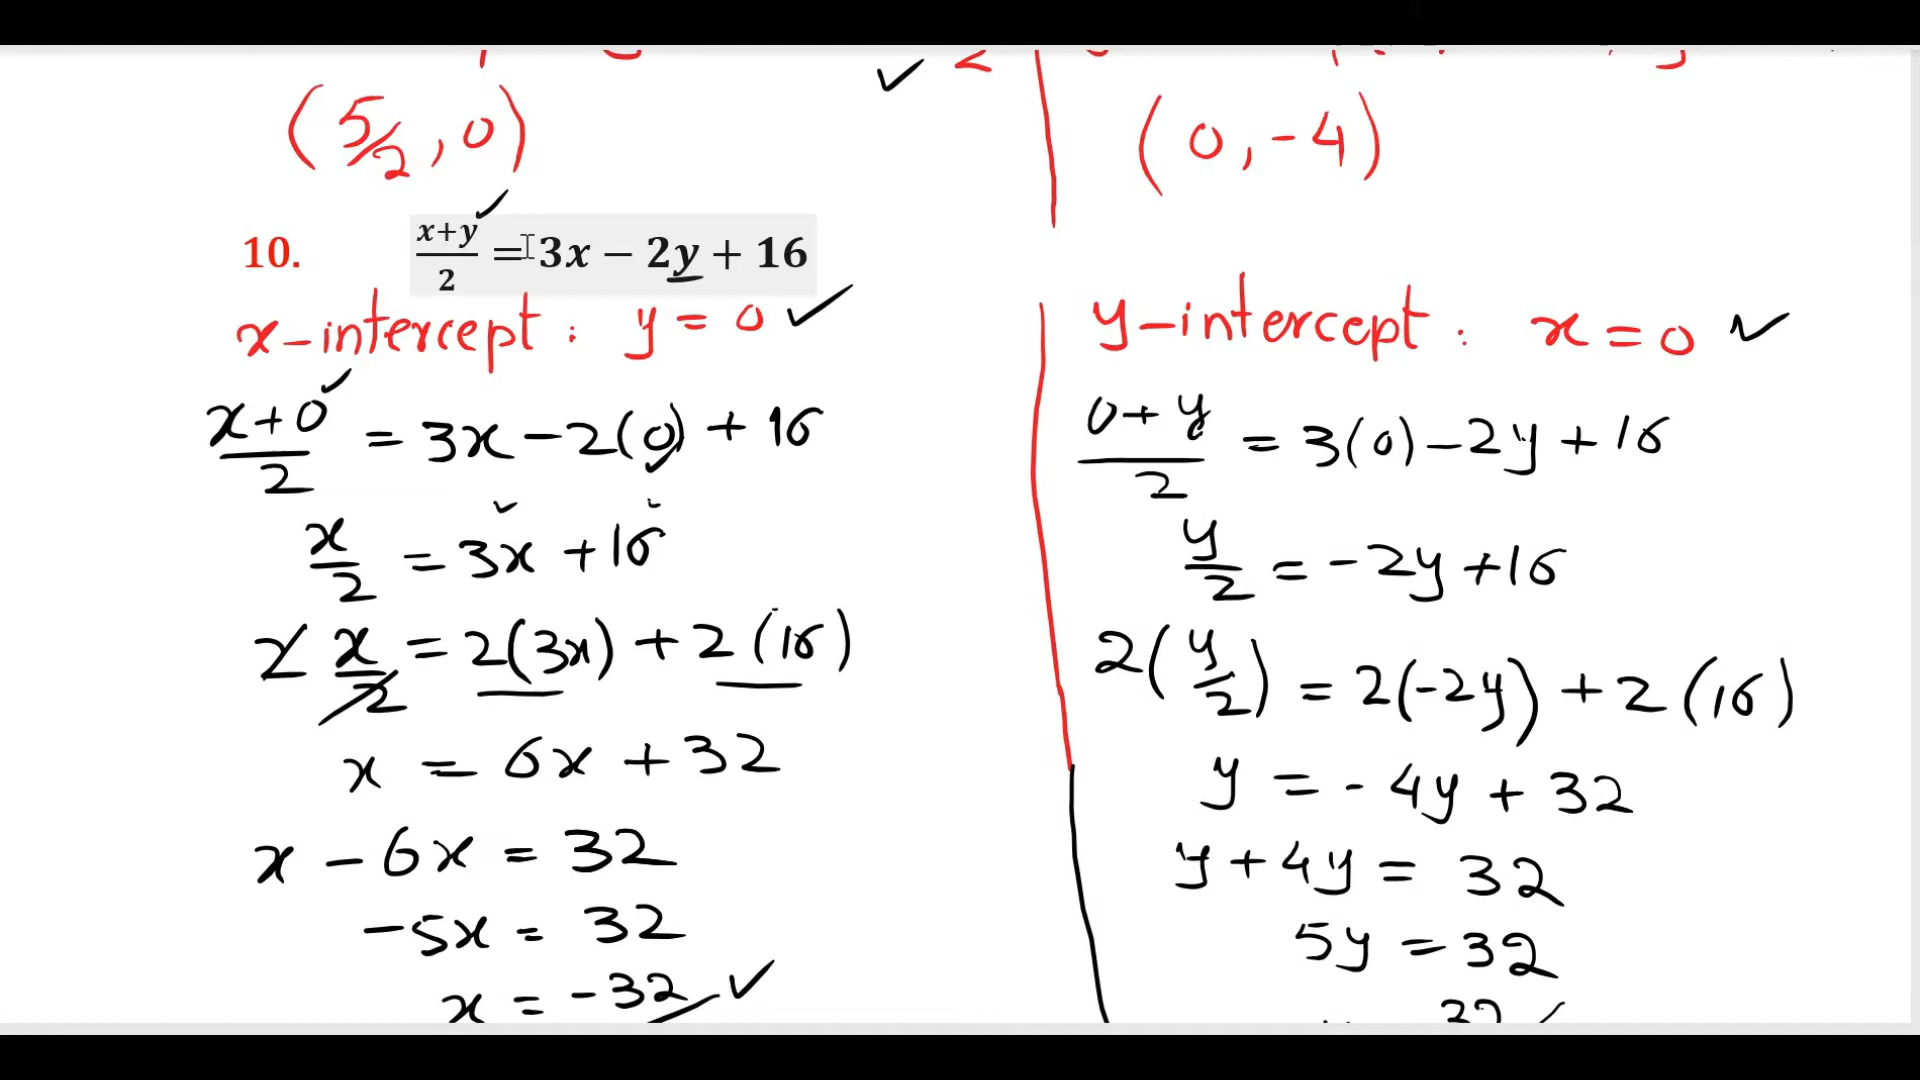 (5/2, 0)
(0, -4)
10. (x+y)/2 = 3x − 2y + 16
x-intercept : y = 0 ✓
(x+0)/2 = 3x - 2(0) + 16
x/2 = 3x + 16
2 x/2 = 2(3x) + 2(16)
x = 6x + 32
x - 6x = 32
-5x = 32
x = -32 ✓
y-intercept : x = 0 ✓
(0+y)/2 = 3(0) - 2y + 16
y/2 = -2y + 16
2(y/2) = 2(-2y) + 2(16)
y = -4y + 32
y + 4y = 32
5y = 32